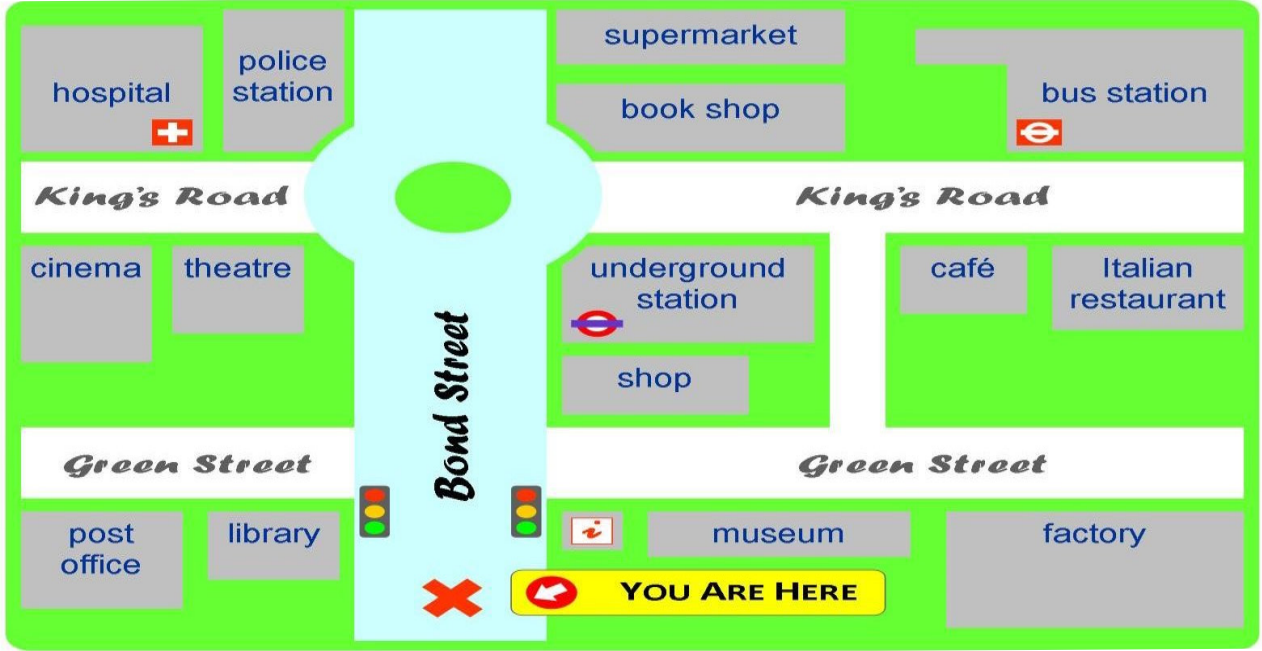 hospital
police
station
supermarket
book shop
bus station
King's Road
King's Road
cinema
theatre
underground
station
café
Italian
restaurant
shop
Bond Street
Green Street
Green Street
post
office
library
i
museum
factory
YOU ARE HERE